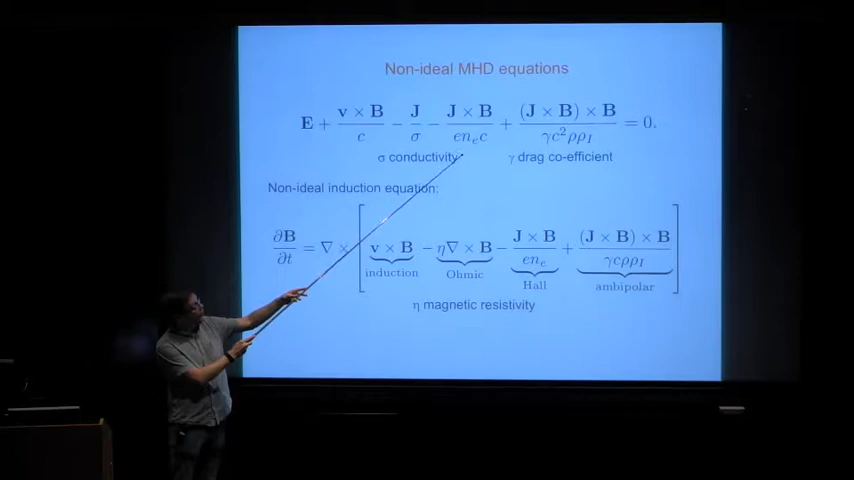 Non-ideal MHD equations
E + v × B / c − J / σ − J × B / en_e c + (J × B) × B / γc²ρρ_I = 0.
σ conductivity γ drag co-efficient
Non-ideal induction equation:
∂B / ∂t = ∇ × [ v × B − η∇ × B − J × B / en_e + (J × B) × B / γcρρ_I ]
induction Ohmic Hall ambipolar
η magnetic resistivity